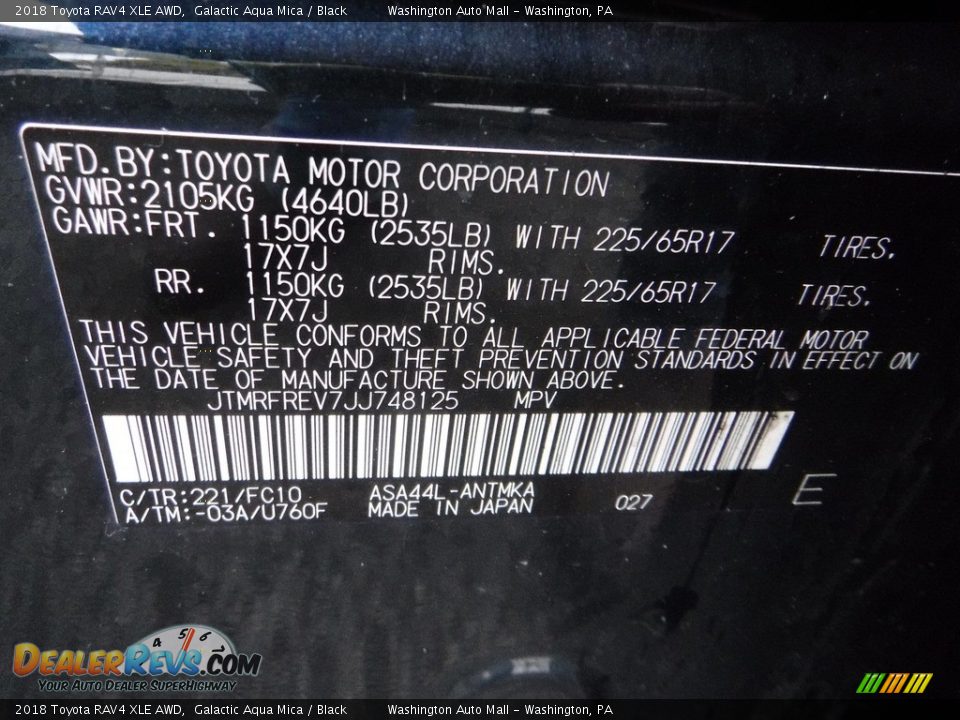 2018 Toyota RAV4 XLE AWD, Galactic Aqua Mica / Black Washington Auto Mall - Washington, PA
MFD.BY:TOYOTA MOTOR CORPORATION
GVWR:2105KG (4640LB)
GAWR:FRT. 1150KG (2535LB) WITH 225/65R17 TIRES.
17X7J RIMS.
RR. 1150KG (2535LB) WITH 225/65R17 TIRES.
17X7J RIMS.
THIS VEHICLE CONFORMS TO ALL APPLICABLE FEDERAL MOTOR
VEHICLE SAFETY AND THEFT PREVENTION STANDARDS IN EFFECT ON
THE DATE OF MANUFACTURE SHOWN ABOVE.
JTMRFREV7JJ748125 MPV
C/TR:221/FC10 ASA44L-ANTMKA
A/TM:-03A/U760F MADE IN JAPAN 027 E
4 5 6 7
DEALERREVS.COM
YOUR AUTO DEALER SUPERHIGHWAY
2018 Toyota RAV4 XLE AWD, Galactic Aqua Mica / Black Washington Auto Mall - Washington, PA